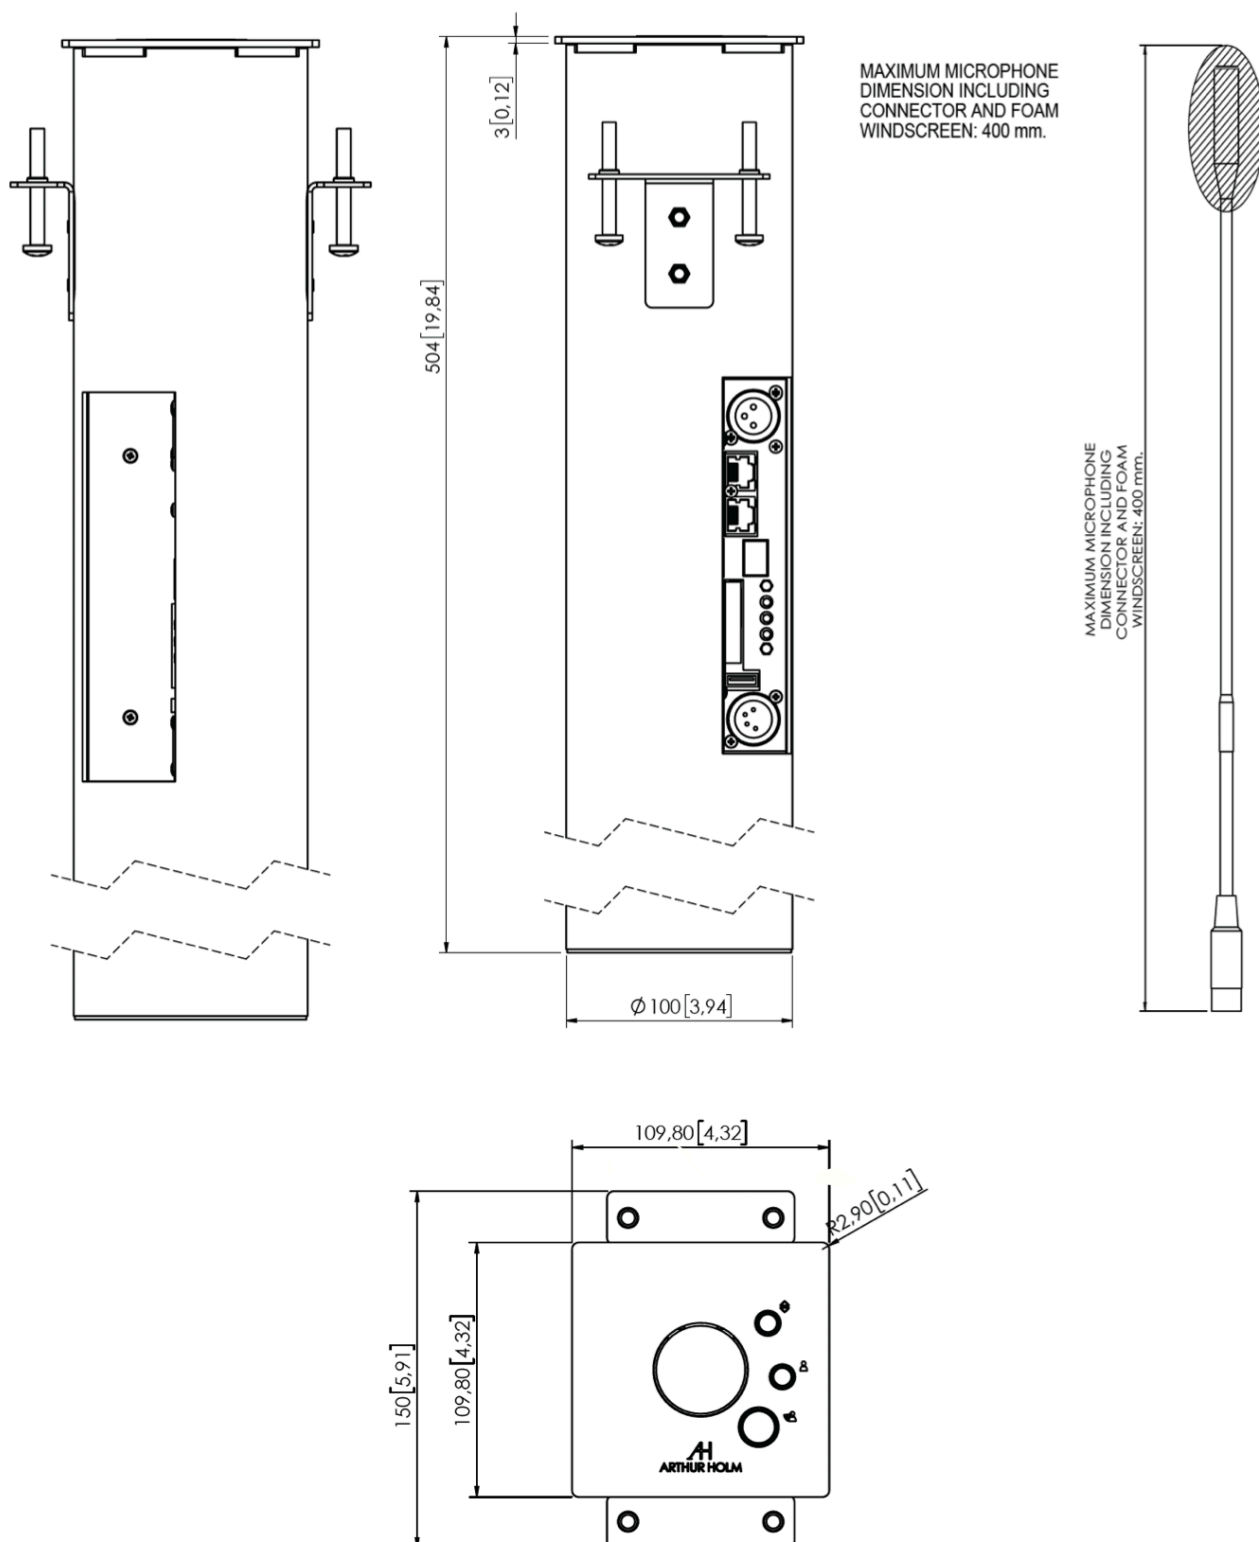 3[0,12]
MAXIMUM MICROPHONE
DIMENSION INCLUDING
CONNECTOR AND FOAM
WINDSCREEN: 400 mm.
504[19,84]
MAXIMUM MICROPHONE
DIMENSION INCLUDING
CONNECTOR AND FOAM
WINDSCREEN: 400 mm.
Ø100[3,94]
109,80[4,32]
R2,90[0,11]
150[5,91]
109,80[4,32]
AH
ARTHUR HOLM